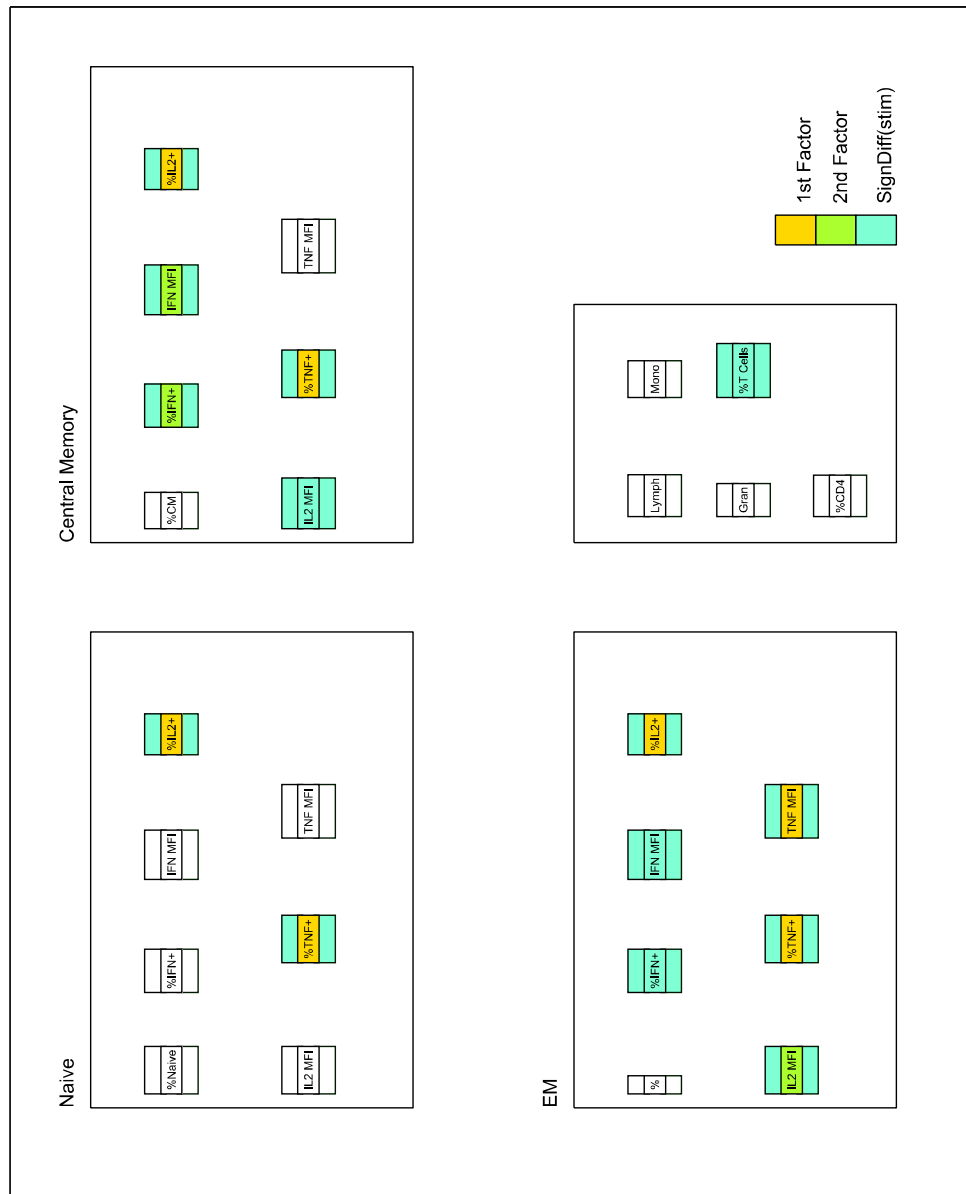 Naive
%Naive
%IFN+
IFN MFI
%IL2+
IL2 MFI
%TNF+
TNF MFI
Central Memory
%CM
%IFN+
IFN MFI
%IL2+
IL2 MFI
%TNF+
TNF MFI
EM
%
%IFN+
IFN MFI
%IL2+
IL2 MFI
%TNF+
TNF MFI
Lymph
Mono
Gran
%T Cells
%CD4
1st Factor
2nd Factor
SignDiff(stim)